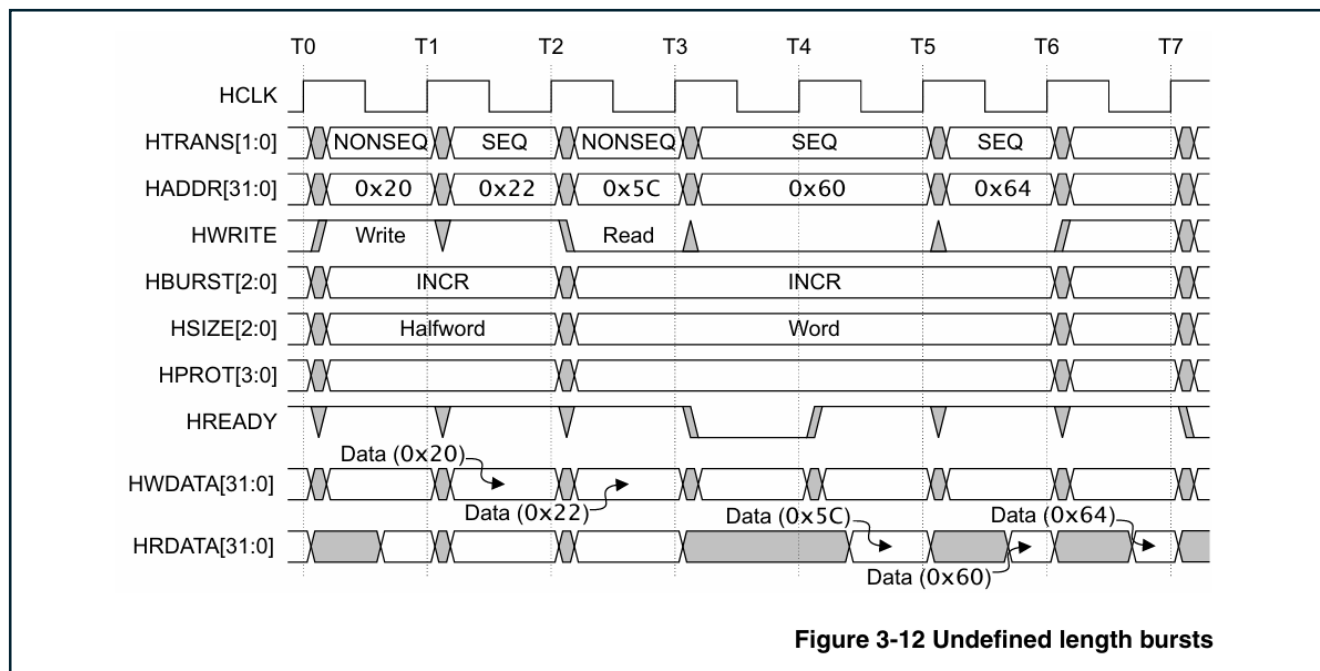 T0 T1 T2 T3 T4 T5 T6 T7
HCLK
HTRANS[1:0] NONSEQ SEQ NONSEQ SEQ SEQ
HADDR[31:0] 0x20 0x22 0x5C 0x60 0x64
HWRITE Write Read
HBURST[2:0] INCR INCR
HSIZE[2:0] Halfword Word
HPROT[3:0]
HREADY
Data (0x20)
HWDATA[31:0]
Data (0x22) Data (0x5C) Data (0x64)
HRDATA[31:0]
Data (0x60)
Figure 3-12 Undefined length bursts